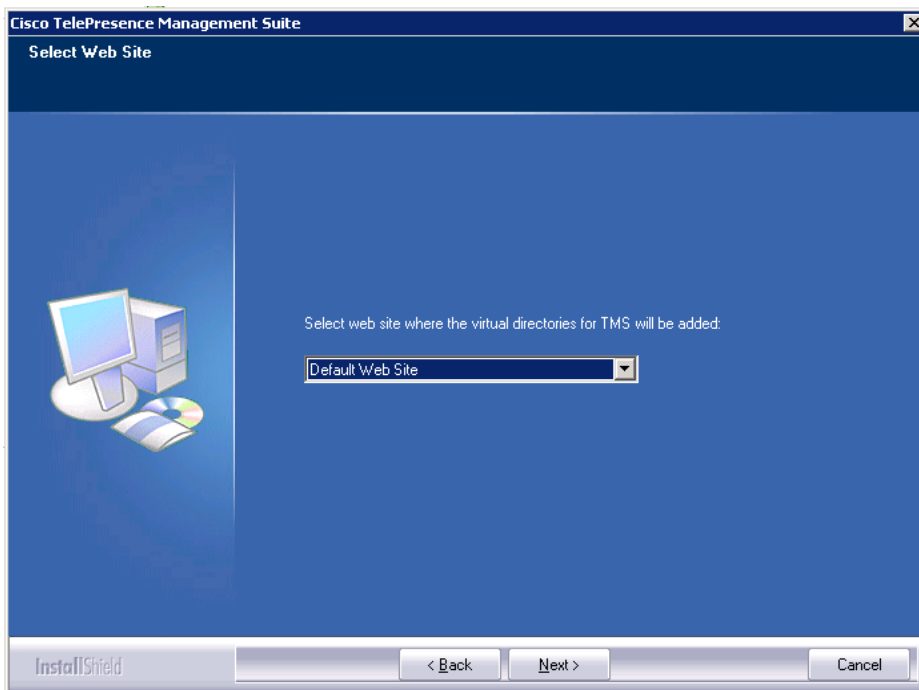 Cisco TelePresence Management Suite
Select Web Site
Select web site where the virtual directories for TMS will be added:
Default Web Site
InstallShield
< Back
Next >
Cancel